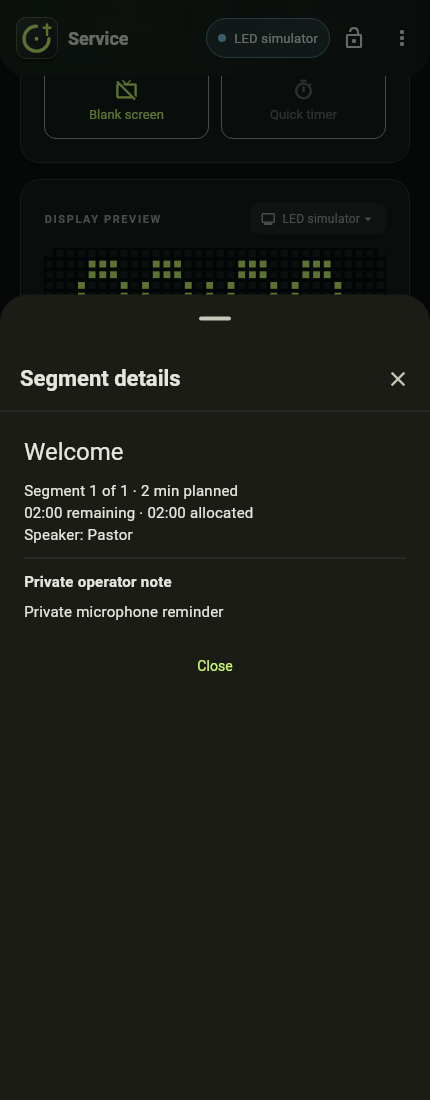 Service
LED simulator
Blank screen
Quick timer
DISPLAY PREVIEW
LED simulator
Segment details
Welcome
Segment 1 of 1 · 2 min planned
02:00 remaining · 02:00 allocated
Speaker: Pastor
Private operator note
Private microphone reminder
Close